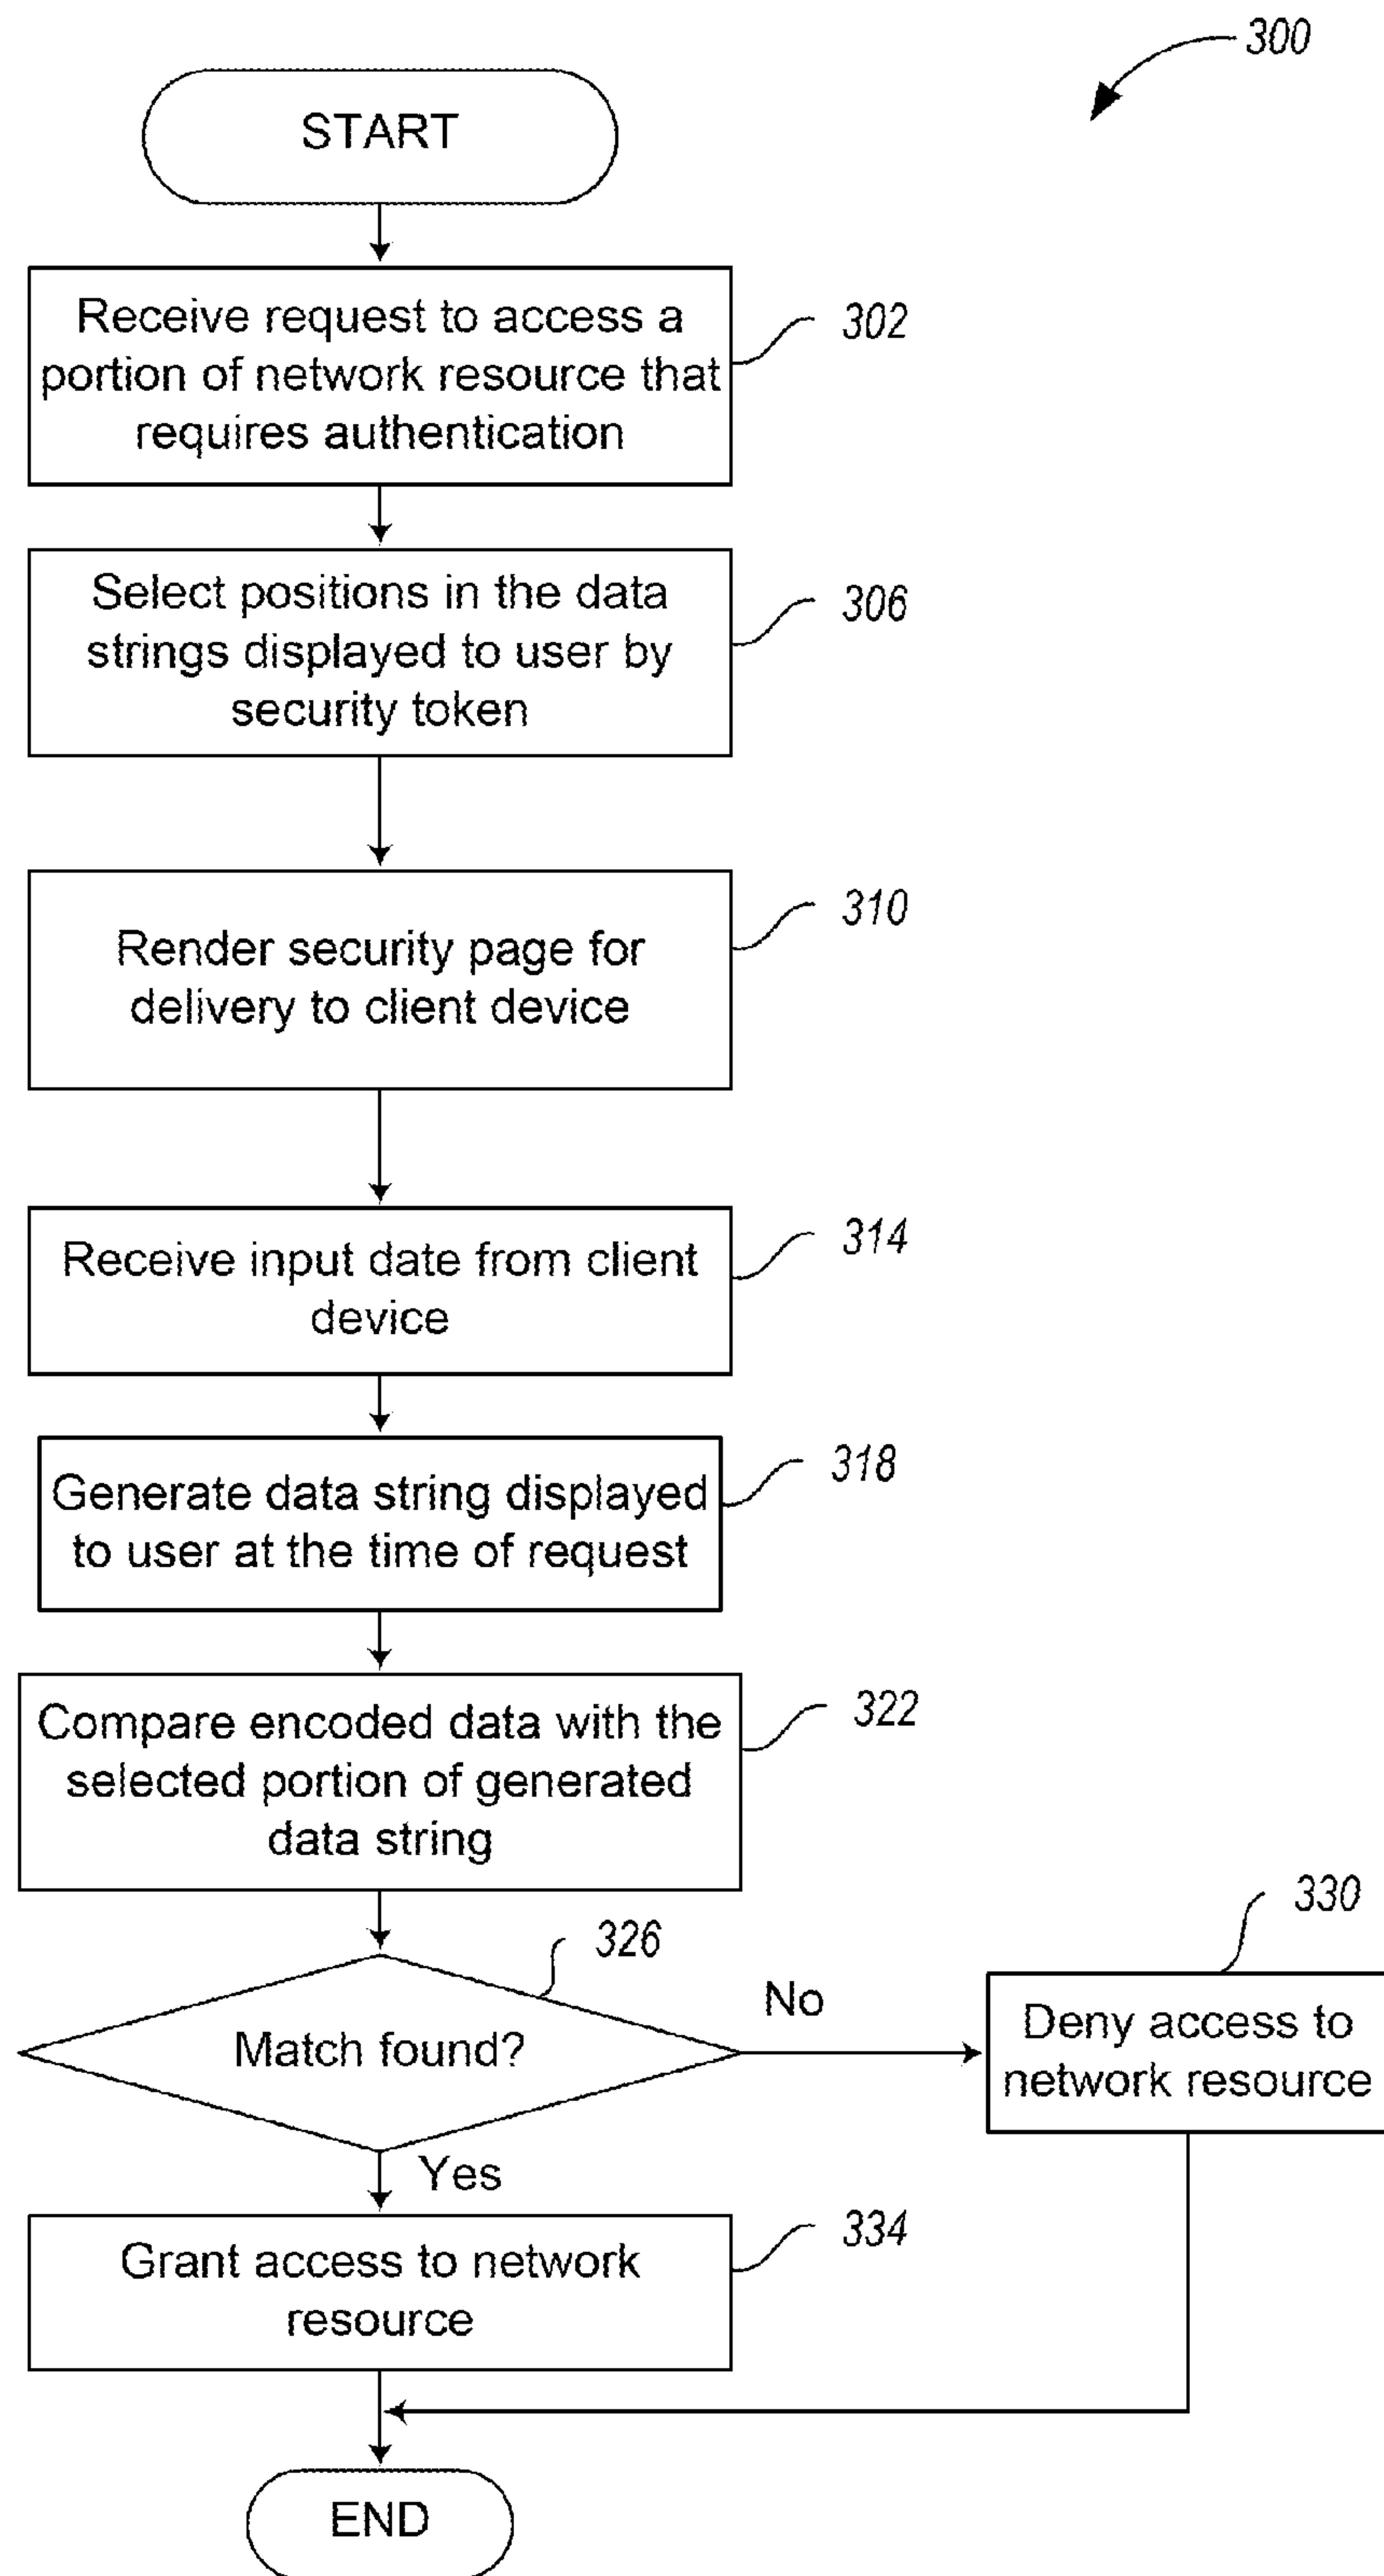 300
START
Receive request to access a
portion of network resource that
requires authentication
302
Select positions in the data
strings displayed to user by
security token
306
Render security page for
delivery to client device
310
Receive input date from client
device
314
Generate data string displayed
to user at the time of request
318
Compare encoded data with the
selected portion of generated
data string
322
326
Match found?
No
330
Deny access to
network resource
Yes
Grant access to network
resource
334
END